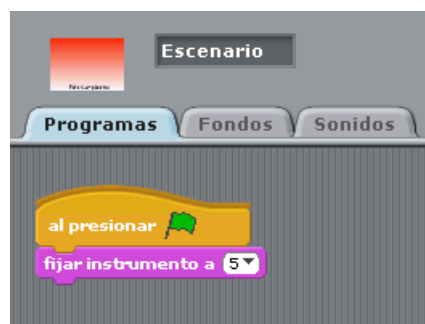 Escenario
Programas Fondos Sonidos
al presionar
fijar instrumento a 5